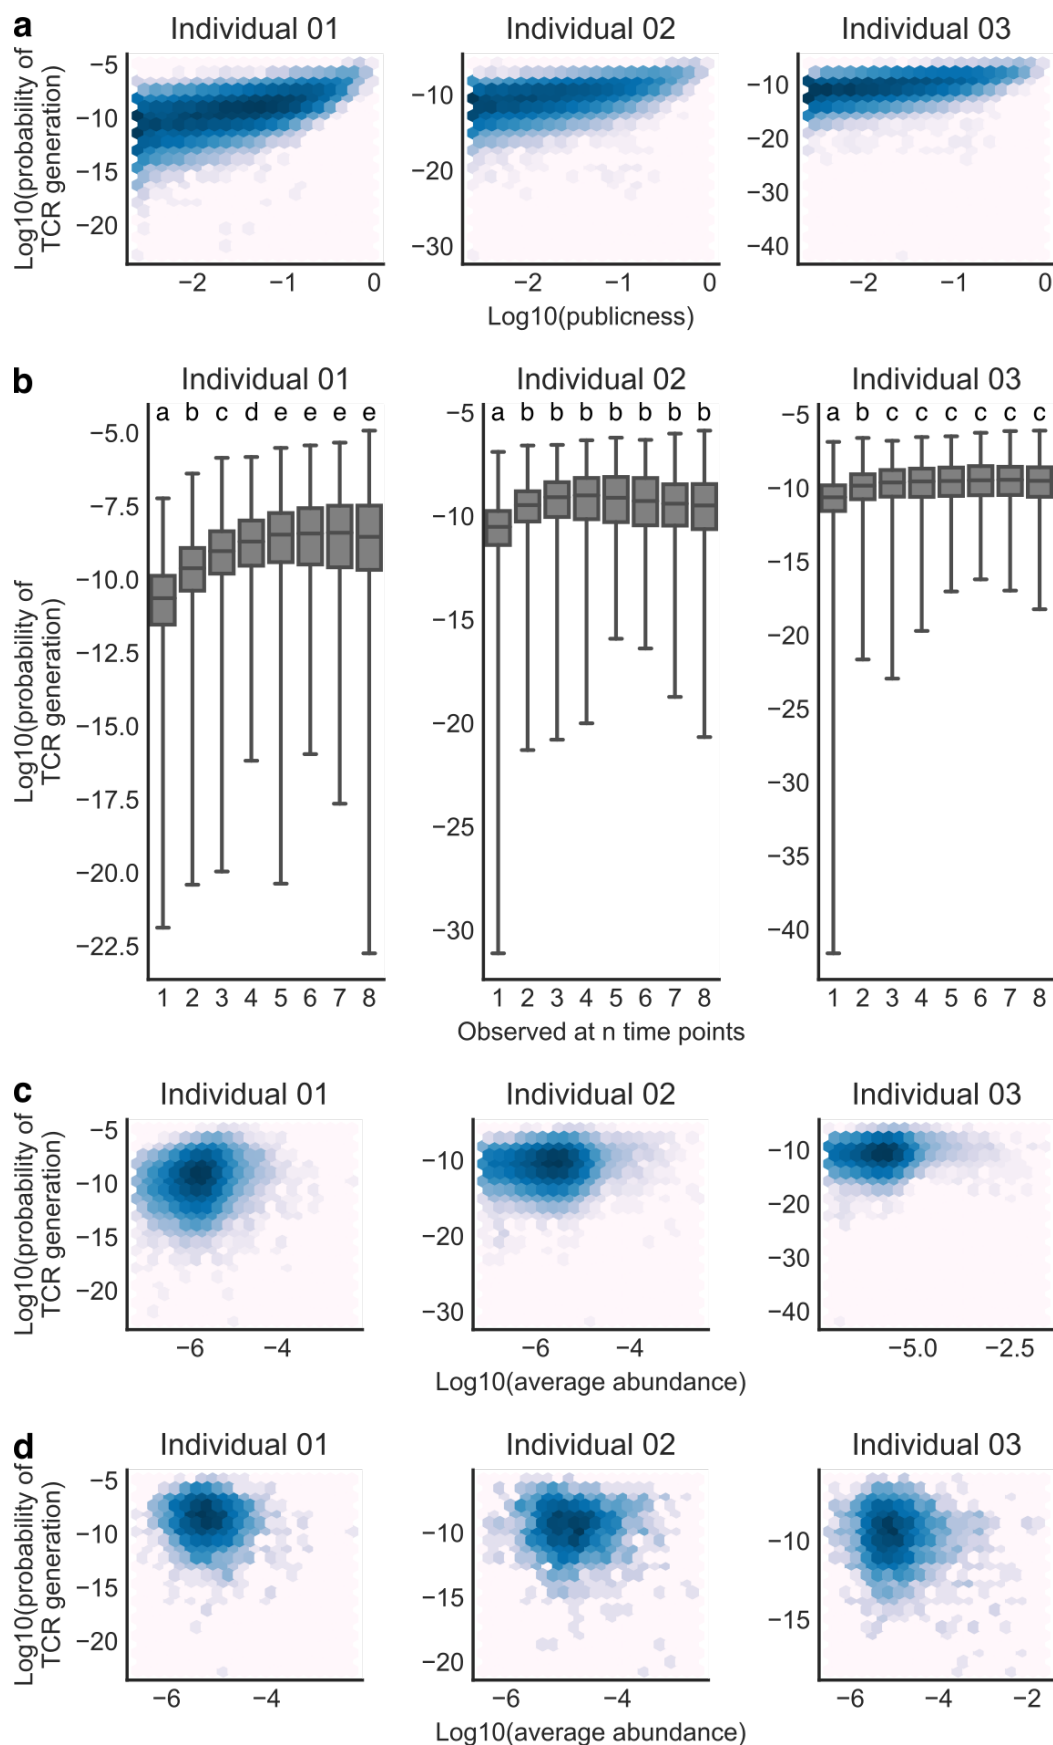 a
Individual 01 Individual 02 Individual 03
Log10(probability of
TCR generation)
−5
−10
−15
−20
−10
−20
−30
−10
−20
−30
−40
−2 −1 0 −2 −1 0 −2 −1 0
Log10(publicness)
b
Individual 01 Individual 02 Individual 03
a b c d e e e e
a b b b b b b b
a b c c c c c c
Log10(probability of
TCR generation)
−5.0
−7.5
−10.0
−12.5
−15.0
−17.5
−20.0
−22.5
−5
−10
−15
−20
−25
−30
−5
−10
−15
−20
−25
−30
−35
−40
1 2 3 4 5 6 7 8 1 2 3 4 5 6 7 8 1 2 3 4 5 6 7 8
Observed at n time points
c
Individual 01 Individual 02 Individual 03
Log10(probability of
TCR generation)
−5
−10
−15
−20
−10
−20
−30
−10
−20
−30
−40
−6 −4 −6 −4 −5.0 −2.5
Log10(average abundance)
d
Individual 01 Individual 02 Individual 03
Log10(probability of
TCR generation)
−5
−10
−15
−20
−10
−15
−20
−10
−15
−6 −4 −6 −4 −6 −4 −2
Log10(average abundance)